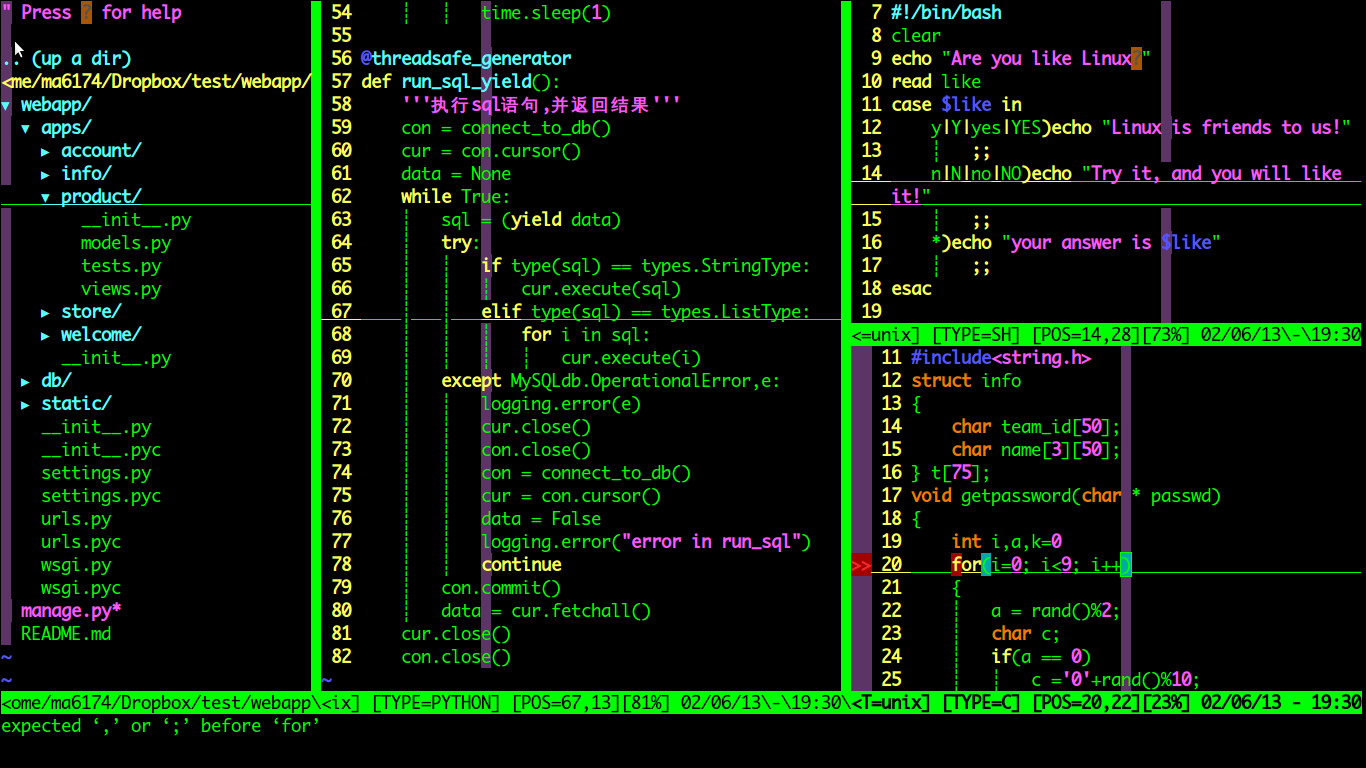 " Press ? for help
.. (up a dir)
<me/ma6174/Dropbox/test/webapp/
▼ webapp/
▼ apps/
▸ account/
▸ info/
▼ product/
__init__.py
models.py
tests.py
views.py
▸ store/
▸ welcome/
__init__.py
▸ db/
▸ static/
__init__.py
__init__.pyc
settings.py
settings.pyc
urls.py
urls.pyc
wsgi.py
wsgi.pyc
manage.py*
README.md
~
~
<ome/ma6174/Dropbox/test/webapp\
54 time.sleep(1)
55
56 @threadsafe_generator
57 def run_sql_yield():
58 '''执行sql语句,并返回结果'''
59 con = connect_to_db()
60 cur = con.cursor()
61 data = None
62 while True:
63 sql = (yield data)
64 try:
65 if type(sql) == types.StringType:
66 cur.execute(sql)
67 elif type(sql) == types.ListType:
68 for i in sql:
69 cur.execute(i)
70 except MySQLdb.OperationalError,e:
71 logging.error(e)
72 cur.close()
73 con.close()
74 con = connect_to_db()
75 cur = con.cursor()
76 data = False
77 logging.error("error in run_sql")
78 continue
79 con.commit()
80 data = cur.fetchall()
81 cur.close()
82 con.close()
~
<ix] [TYPE=PYTHON] [POS=67,13][81%] 02/06/13\-\19:30\
7 #!/bin/bash
8 clear
9 echo "Are you like Linux?"
10 read like
11 case $like in
12 y|Y|yes|YES)echo "Linux is friends to us!"
13 ;;
14 n|N|no|NO)echo "Try it, and you will like
it!"
15 ;;
16 *)echo "your answer is $like"
17 ;;
18 esac
19
<=unix] [TYPE=SH] [POS=14,28][73%] 02/06/13\-\19:30
11 #include<string.h>
12 struct info
13 {
14 char team_id[50];
15 char name[3][50];
16 } t[75];
17 void getpassword(char * passwd)
18 {
19 int i,a,k=0
>> 20 for(i=0; i<9; i++)
21 {
22 a = rand()%2;
23 char c;
24 if(a == 0)
25 c ='0'+rand()%10;
<T=unix] [TYPE=C] [POS=20,22][23%] 02/06/13 - 19:30
expected ‘,’ or ‘;’ before ‘for’